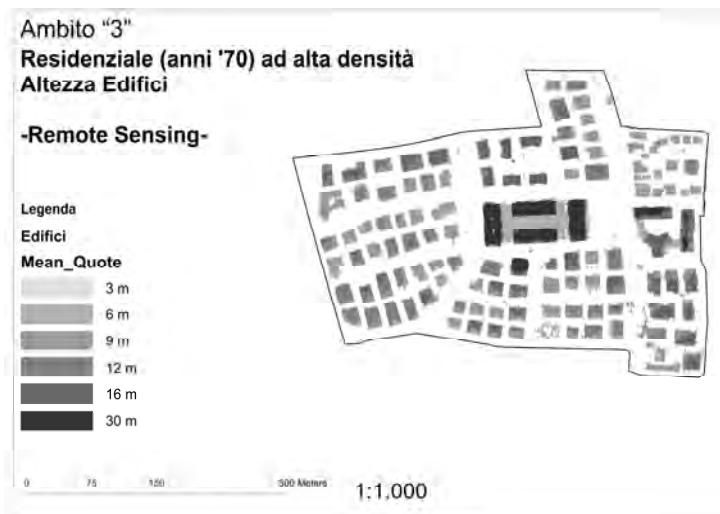 Ambito “3”
Residenziale (anni '70) ad alta densità
Altezza Edifici
-Remote Sensing-
Legenda
Edifici
Mean_Quote
3 m
6 m
9 m
12 m
16 m
30 m
0 75 150 300 Meters
1:1.000